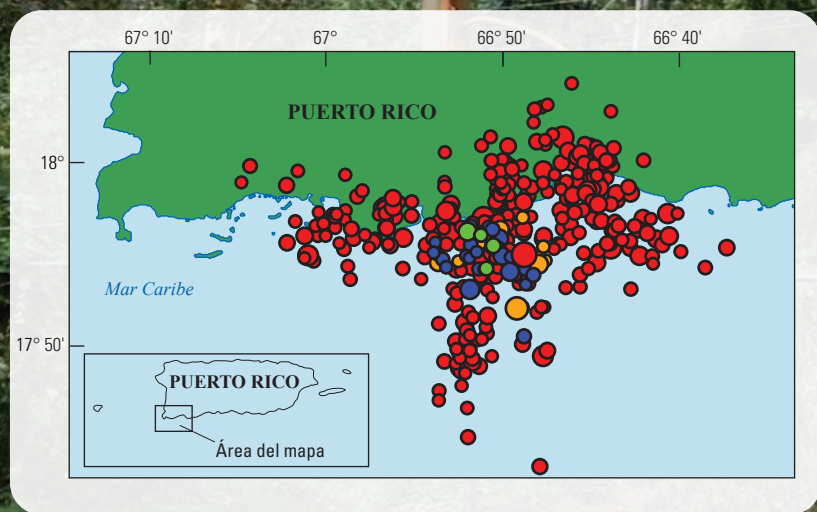 67° 10' 67° 66° 50' 66° 40'
PUERTO RICO
18°
Mar Caribe
17° 50'
PUERTO RICO
Área del mapa